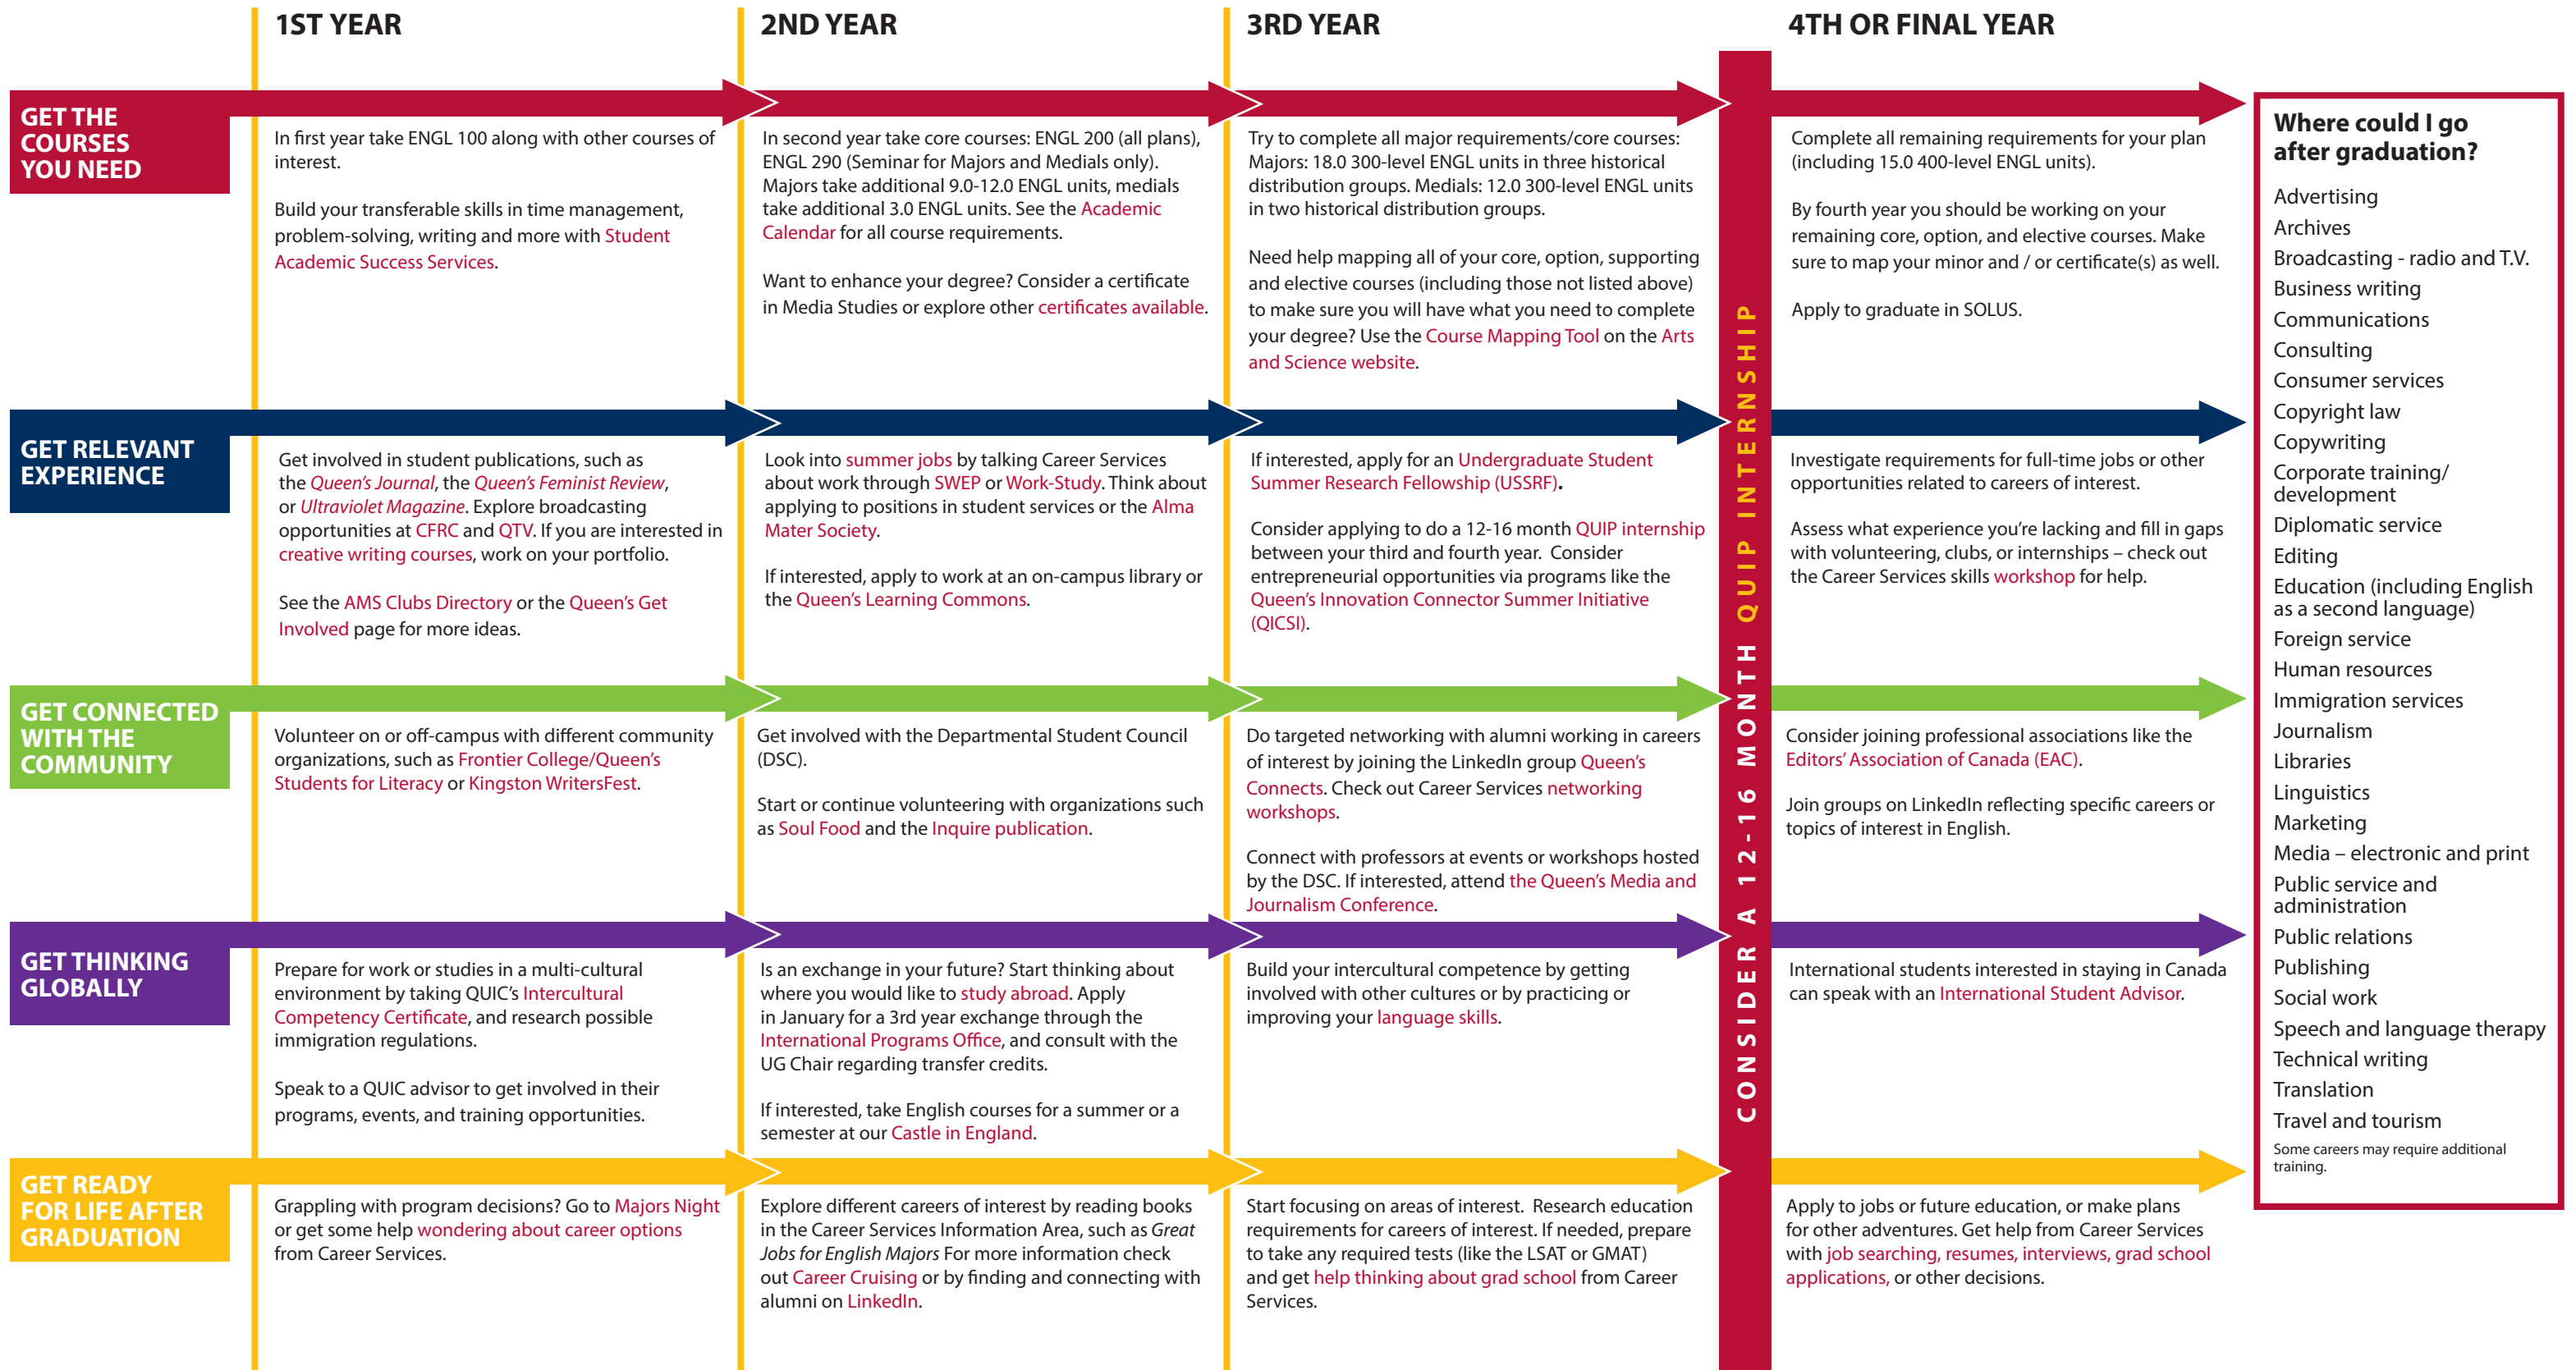 1ST YEAR
2ND YEAR
3RD YEAR
4TH OR FINAL YEAR
GET THE
COURSES
YOU NEED
In first year take ENGL 100 along with other courses of
interest.
Build your transferable skills in time management,
problem-solving, writing and more with Student
Academic Success Services.
In second year take core courses: ENGL 200 (all plans),
ENGL 290 (Seminar for Majors and Medials only).
Majors take additional 9.0-12.0 ENGL units, medials
take additional 3.0 ENGL units. See the Academic
Calendar for all course requirements.
Want to enhance your degree? Consider a certificate
in Media Studies or explore other certificates available.
Try to complete all major requirements/core courses:
Majors: 18.0 300-level ENGL units in three historical
distribution groups. Medials: 12.0 300-level ENGL units
in two historical distribution groups.
Need help mapping all of your core, option, supporting
and elective courses (including those not listed above)
to make sure you will have what you need to complete
your degree? Use the Course Mapping Tool on the Arts
and Science website.
Complete all remaining requirements for your plan
(including 15.0 400-level ENGL units).
By fourth year you should be working on your
remaining core, option, and elective courses. Make
sure to map your minor and / or certificate(s) as well.
Apply to graduate in SOLUS.
GET RELEVANT
EXPERIENCE
Get involved in student publications, such as
the Queen's Journal, the Queen's Feminist Review,
or Ultraviolet Magazine. Explore broadcasting
opportunities at CFRC and QTV. If you are interested in
creative writing courses, work on your portfolio.
See the AMS Clubs Directory or the Queen's Get
Involved page for more ideas.
Look into summer jobs by talking Career Services
about work through SWEP or Work-Study. Think about
applying to positions in student services or the Alma
Mater Society.
If interested, apply to work at an on-campus library or
the Queen's Learning Commons.
If interested, apply for an Undergraduate Student
Summer Research Fellowship (USSRF).
Consider applying to do a 12-16 month QUIP internship
between your third and fourth year. Consider
entrepreneurial opportunities via programs like the
Queen's Innovation Connector Summer Initiative
(QICSI).
Investigate requirements for full-time jobs or other
opportunities related to careers of interest.
Assess what experience you're lacking and fill in gaps
with volunteering, clubs, or internships – check out
the Career Services skills workshop for help.
GET CONNECTED
WITH THE
COMMUNITY
Volunteer on or off-campus with different community
organizations, such as Frontier College/Queen's
Students for Literacy or Kingston WritersFest.
Get involved with the Departmental Student Council
(DSC).
Start or continue volunteering with organizations such
as Soul Food and the Inquire publication.
Do targeted networking with alumni working in careers
of interest by joining the LinkedIn group Queen's
Connects. Check out Career Services networking
workshops.
Connect with professors at events or workshops hosted
by the DSC. If interested, attend the Queen's Media and
Journalism Conference.
Consider joining professional associations like the
Editors' Association of Canada (EAC).
Join groups on LinkedIn reflecting specific careers or
topics of interest in English.
GET THINKING
GLOBALLY
Prepare for work or studies in a multi-cultural
environment by taking QUIC's Intercultural
Competency Certificate, and research possible
immigration regulations.
Speak to a QUIC advisor to get involved in their
programs, events, and training opportunities.
Is an exchange in your future? Start thinking about
where you would like to study abroad. Apply
in January for a 3rd year exchange through the
International Programs Office, and consult with the
UG Chair regarding transfer credits.
If interested, take English courses for a summer or a
semester at our Castle in England.
Build your intercultural competence by getting
involved with other cultures or by practicing or
improving your language skills.
International students interested in staying in Canada
can speak with an International Student Advisor.
GET READY
FOR LIFE AFTER
GRADUATION
Grappling with program decisions? Go to Majors Night
or get some help wondering about career options
from Career Services.
Explore different careers of interest by reading books
in the Career Services Information Area, such as Great
Jobs for English Majors For more information check
out Career Cruising or by finding and connecting with
alumni on LinkedIn.
Start focusing on areas of interest. Research education
requirements for careers of interest. If needed, prepare
to take any required tests (like the LSAT or GMAT)
and get help thinking about grad school from Career
Services.
Apply to jobs or future education, or make plans
for other adventures. Get help from Career Services
with job searching, resumes, interviews, grad school
applications, or other decisions.
CONSIDER A 12-16 MONTH QUIP INTERNSHIP
Where could I go
after graduation?
Advertising
Archives
Broadcasting - radio and T.V.
Business writing
Communications
Consulting
Consumer services
Copyright law
Copywriting
Corporate training/
development
Diplomatic service
Editing
Education (including English
as a second language)
Foreign service
Human resources
Immigration services
Journalism
Libraries
Linguistics
Marketing
Media – electronic and print
Public service and
administration
Public relations
Publishing
Social work
Speech and language therapy
Technical writing
Translation
Travel and tourism
Some careers may require additional
training.